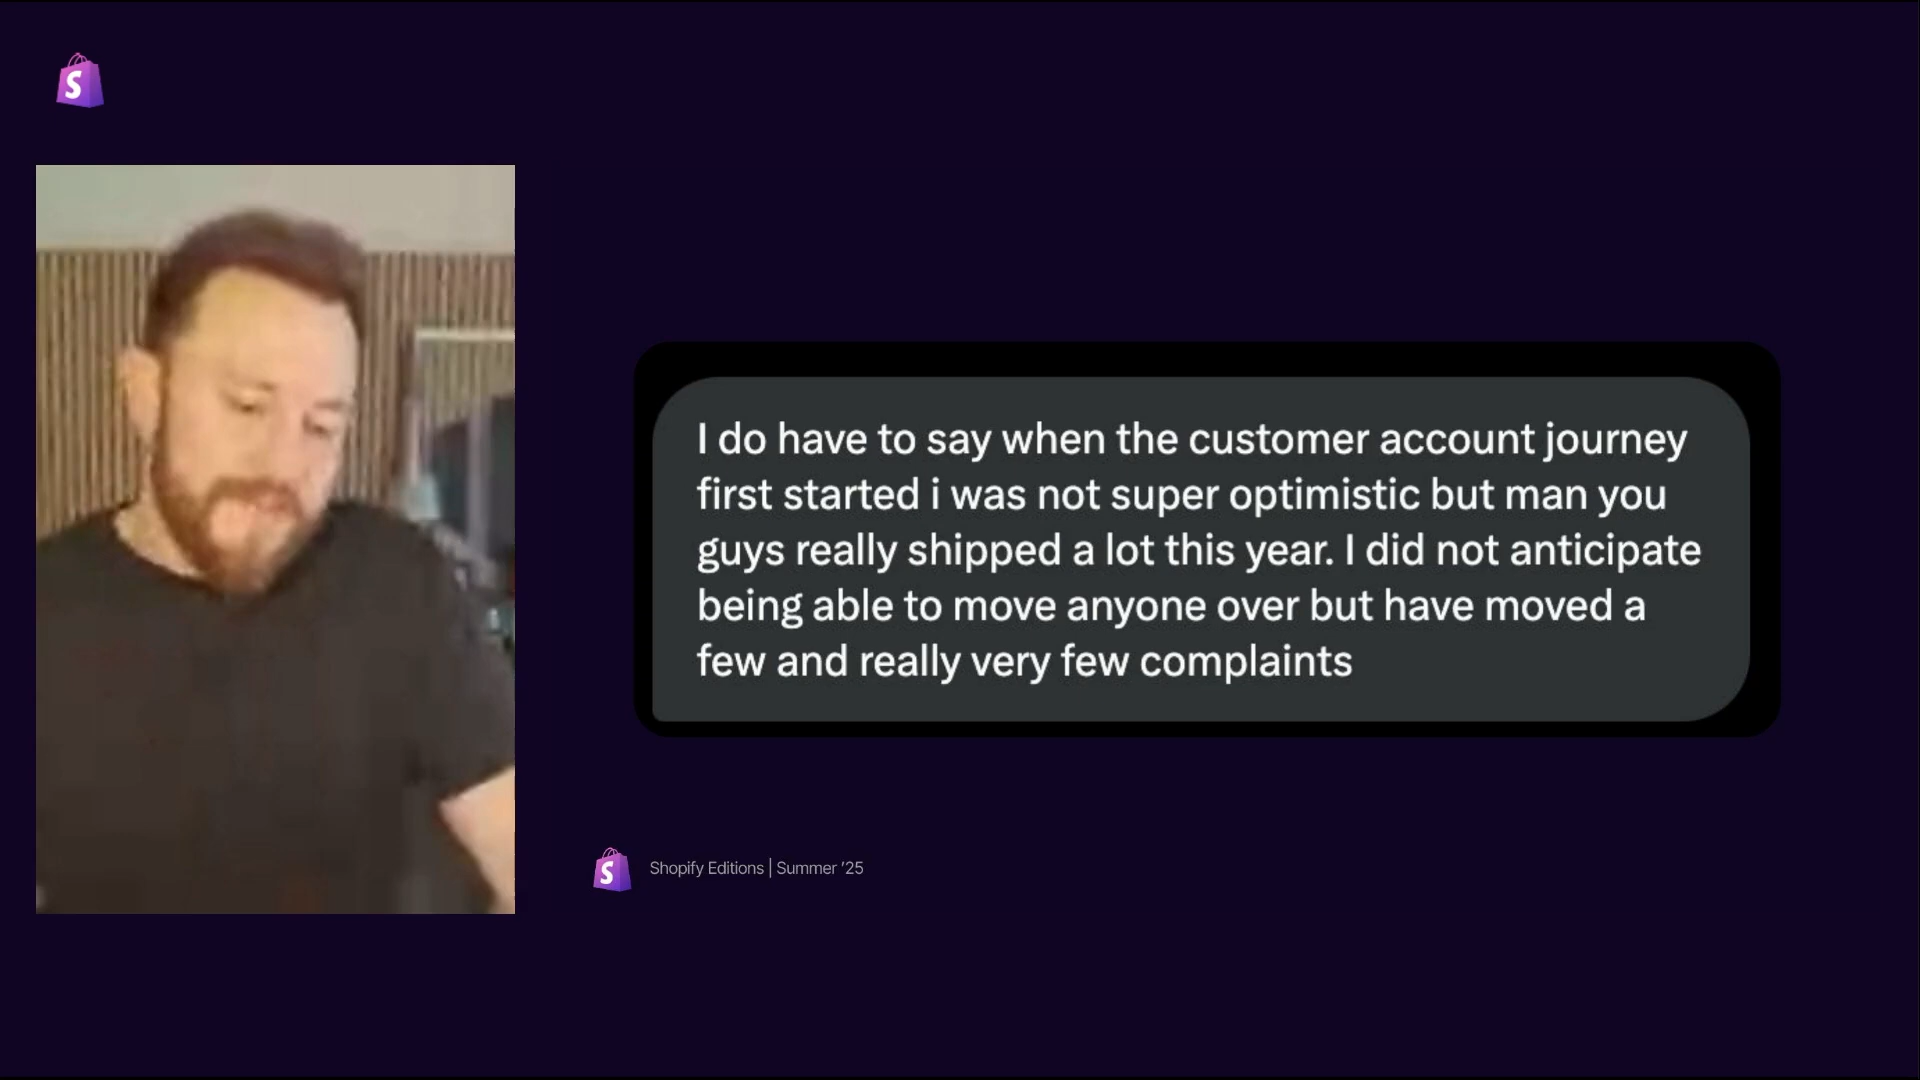 I do have to say when the customer account journey
first started i was not super optimistic but man you
guys really shipped a lot this year. I did not anticipate
being able to move anyone over but have moved a
few and really very few complaints
Shopify Editions | Summer ’25